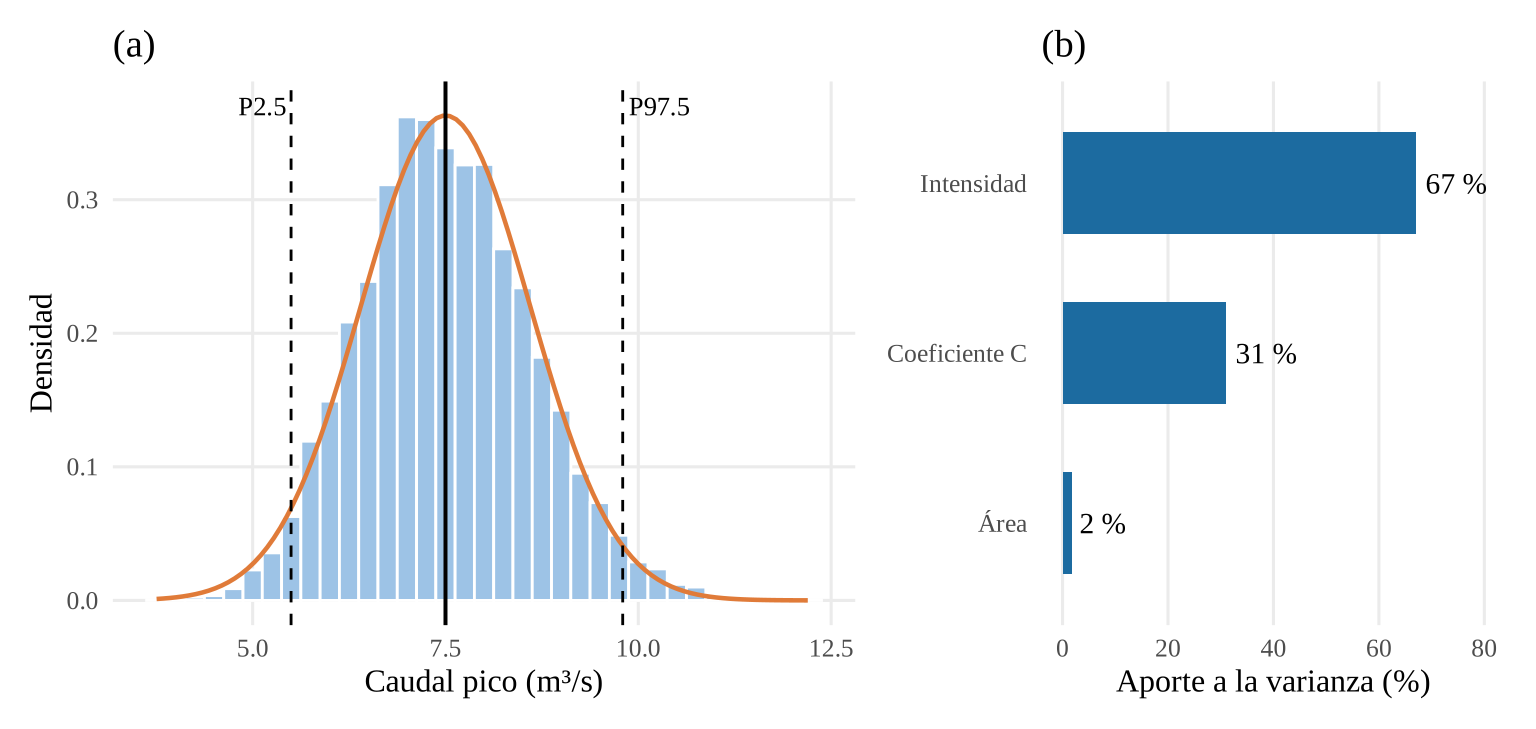 (a)
P2.5
P97.5
0.3
0.2
0.1
0.0
Densidad
5.0 7.5 10.0 12.5
Caudal pico (m³/s)
(b)
Intensidad
67 %
Coeficiente C
31 %
Área
2 %
0 20 40 60 80
Aporte a la varianza (%)